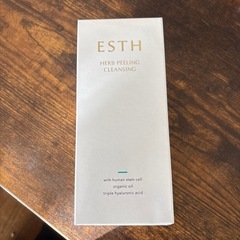 ESTH
HERB PEELING
CLEANSING
with human stem cell
organic oil
triple hyaluronic acid